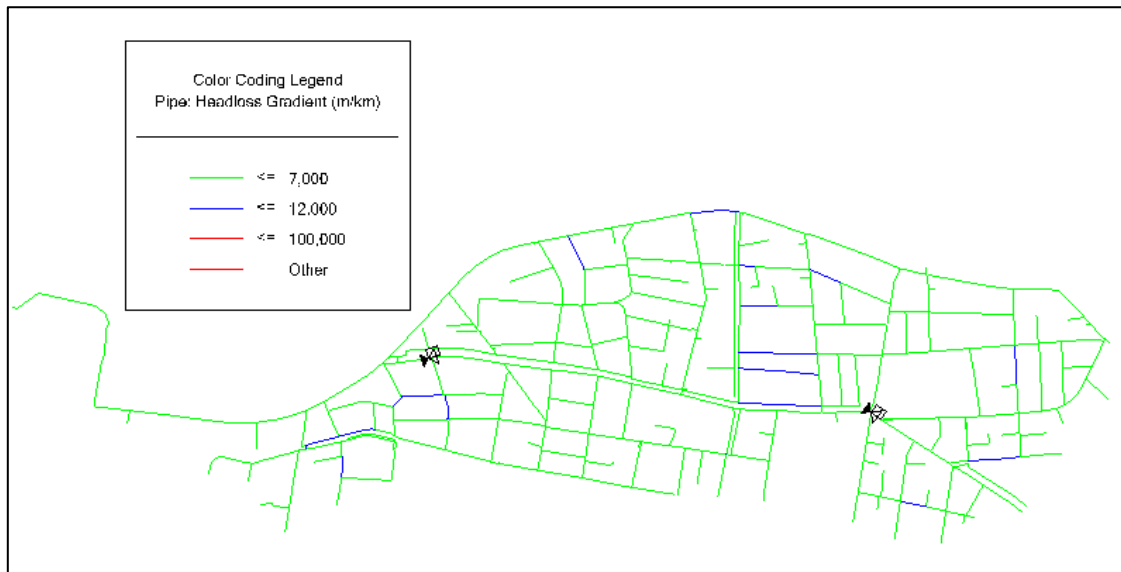 Color Coding Legend
Pipe: Headloss Gradient (m/km)
<= 7,000
<= 12,000
<= 100,000
Other